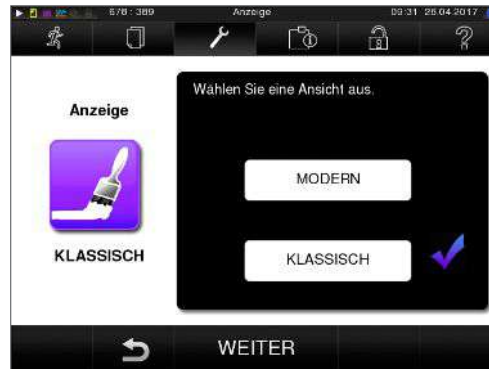 678 : 389 Anzeige 09:31 26.04.2017
Wählen Sie eine Ansicht aus.
Anzeige
MODERN
KLASSISCH
KLASSISCH
WEITER